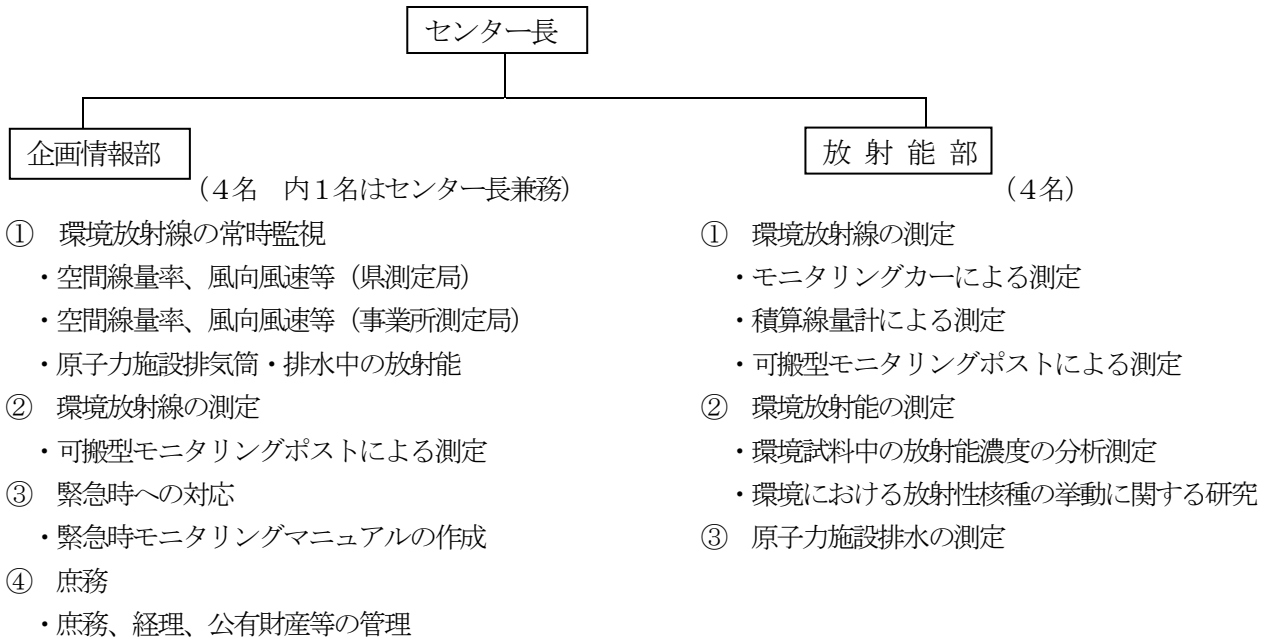 センター長
企画情報部
(4名 内1名はセンター長兼務)
① 環境放射線の常時監視
・空間線量率、風向風速等（県測定局）
・空間線量率、風向風速等（事業所測定局）
・原子力施設排気筒・排水中の放射能
② 環境放射線の測定
・可搬型モニタリングポストによる測定
③ 緊急時への対応
・緊急時モニタリングマニュアルの作成
④ 庶務
・庶務、経理、公有財産等の管理
放 射 能 部
(4名)
① 環境放射線の測定
・モニタリングカーによる測定
・積算線量計による測定
・可搬型モニタリングポストによる測定
② 環境放射能の測定
・環境試料中の放射能濃度の分析測定
・環境における放射性核種の挙動に関する研究
③ 原子力施設排水の測定